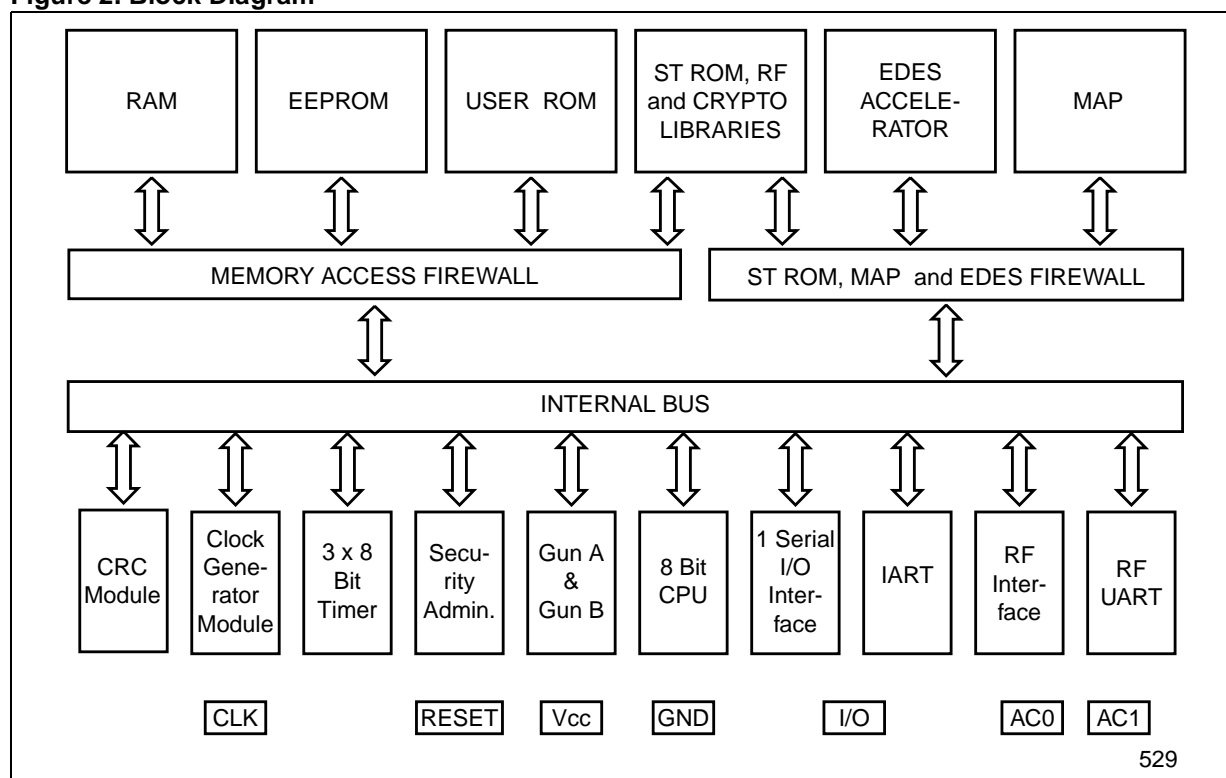 Figure 2. Block Diagram
RAM
EEPROM
USER ROM
ST ROM, RF
and CRYPTO
LIBRARIES
EDES
ACCELE-
RATOR
MAP
MEMORY ACCESS FIREWALL
ST ROM, MAP and EDES FIREWALL
INTERNAL BUS
CRC
Module
Clock
Gene-
rator
Module
3 x 8
Bit
Timer
Secu-
rity
Admin.
Gun A
&
Gun B
8 Bit
CPU
1 Serial
I/O
Inter-
face
IART
RF
Inter-
face
RF
UART
CLK
RESET
Vcc
GND
I/O
AC0
AC1
529